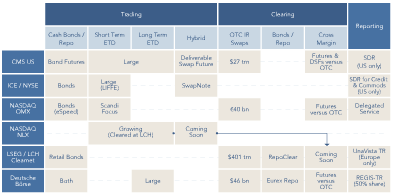 Trading
Clearing
Reporting
Cash Bonds /
Repo
Short Term
ETD
Long Term
ETD
Hybrid
OTC IR
Swaps
Bonds /
Repo
Cross
Margin
CME US
Bond Futures
Large
Deliverable
Swap Future
$27 tm
Futures &
DSFs versus
OTC
SDR
(US only)
ICE / NYSE
Bonds
Large
(LIFFE)
SwapNote
SDR for Credit
& Commods
(US only)
NASDAQ
OMX
Bonds
(eSpeed)
Scandi
Focus
€40 bn
Futures
versus OTC
Delegated
Service
NASDAQ
NLX
Growing
(Cleared at LCH)
Coming
Soon
LSEG / LCH
Clearnet
Retail Bonds
$401 tm
RepoClear
Coming
Soon
UnaVista TR
(Europe
only)
Deutsche
Börse
Both
Large
$46 bn
Eurex Repo
Futures
versus
OTC
REGIS-TR
(50% share)